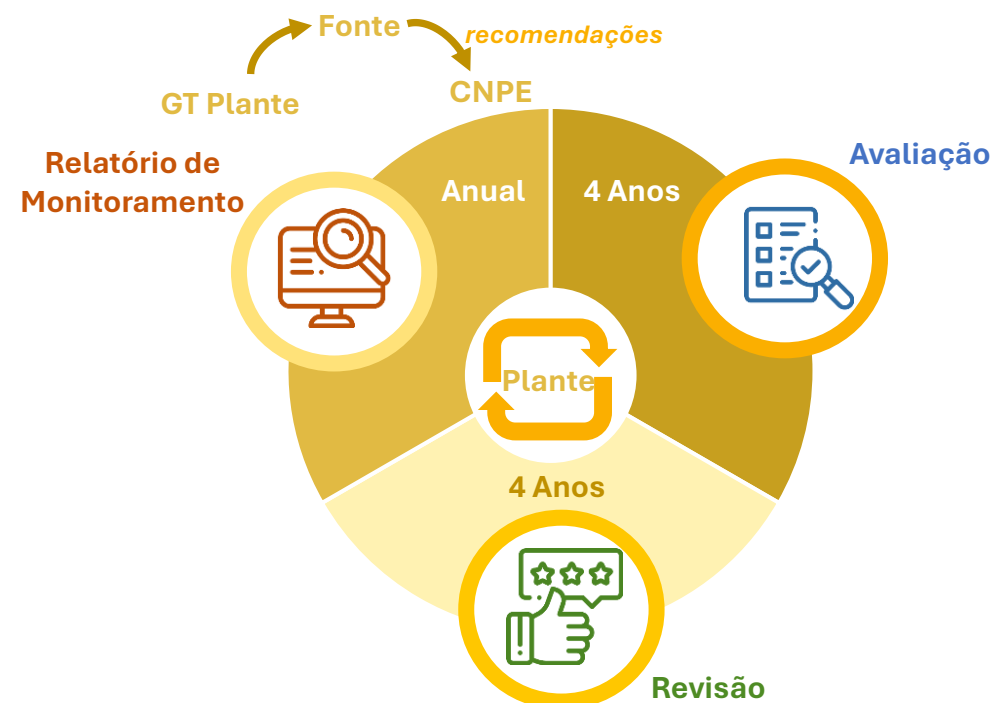 Fonte
recomendações
CNPE
GT Plante
Relatório de
Monitoramento
Anual
4 Anos
Avaliação
Plante
4 Anos
Revisão